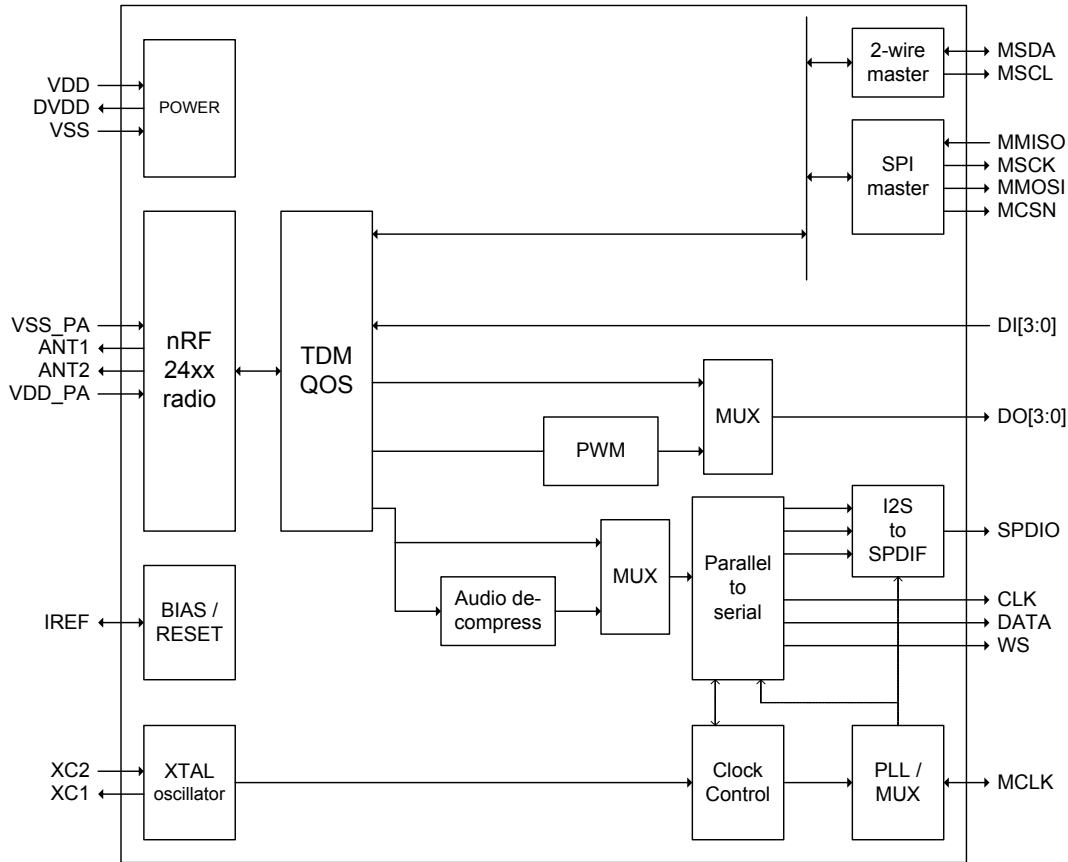 VDD
DVDD
VSS
POWER
2-wire
master
MSDA
MSCL
SPI
master
MMISO
MSCK
MMOSI
MCSN
VSS_PA
ANT1
ANT2
VDD_PA
nRF
24xx
radio
TDM
QOS
DI[3:0]
MUX
DO[3:0]
PWM
I2S
to
SPDIF
SPDIO
Parallel
to
serial
MUX
Audio de-
compress
CLK
DATA
WS
IREF
BIAS /
RESET
XC2
XC1
XTAL
oscillator
Clock
Control
PLL /
MUX
MCLK